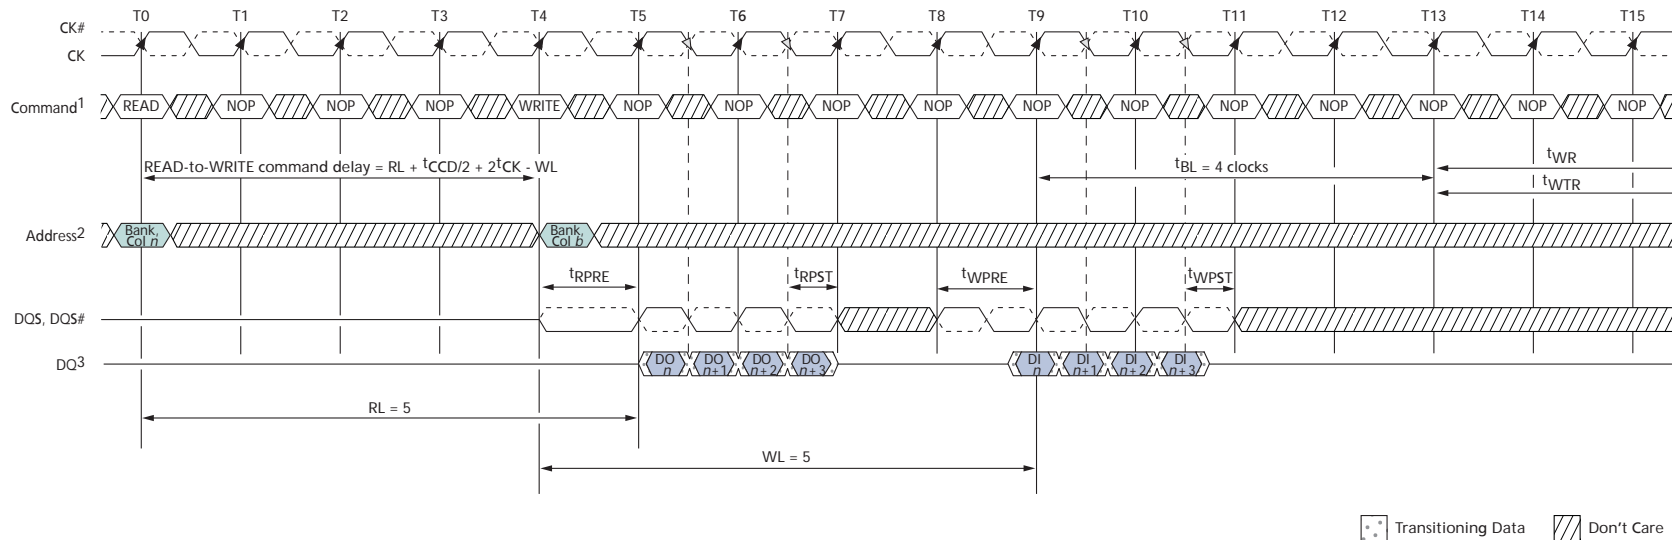 T0 T1 T2 T3 T4 T5 T6 T7 T8 T9 T10 T11 T12 T13 T14 T15
CK#
CK
Command1 READ NOP NOP NOP WRITE NOP NOP NOP NOP NOP NOP NOP NOP NOP NOP NOP
READ-to-WRITE command delay = RL + tCCD/2 + 2tCK - WL
tBL = 4 clocks
tWR
tWTR
Address2 Bank, Col n Bank, Col b
tRPRE tRPST tWPRE tWPST
DQS, DQS#
DQ3 DO n DO n+1 DO n+2 DO n+3 DI n DI n+1 DI n+2 DI n+3
RL = 5
WL = 5
Transitioning Data Don't Care